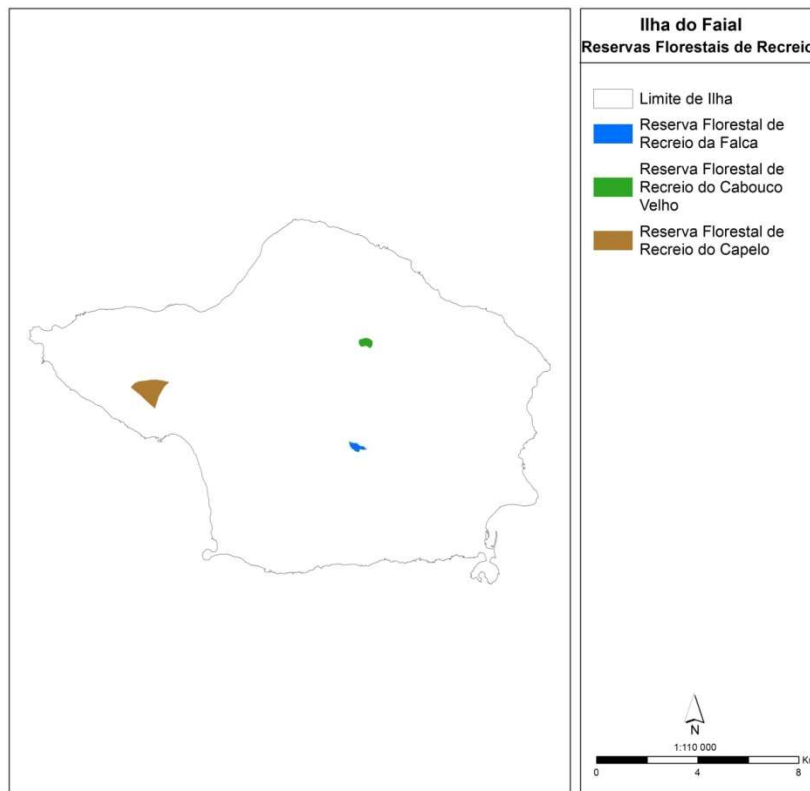 Ilha do Faial
Reservas Florestais de Recreio
Limite de Ilha
Reserva Florestal de
Recreio da Falca
Reserva Florestal de
Recreio do Cabouco
Velho
Reserva Florestal de
Recreio do Capelo
N
1:110 000
0 4 8